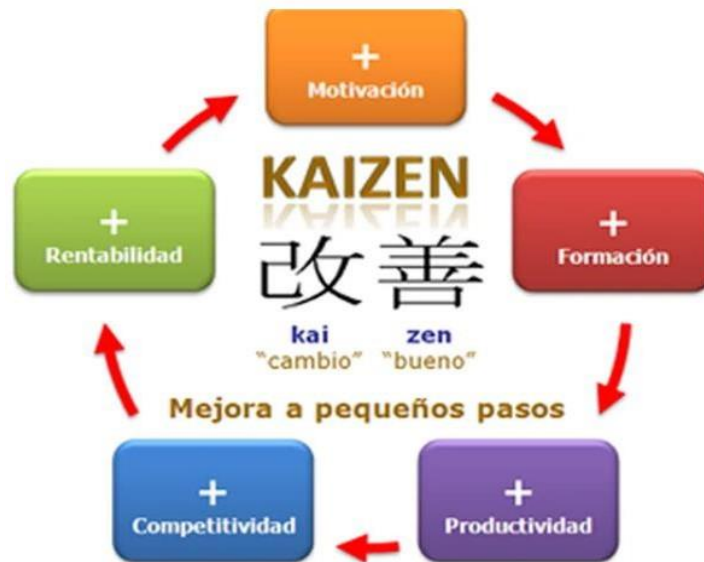 +
Motivación
KAIZEN
改善
kai zen
"cambio" "bueno"
Mejora a pequeños pasos
+
Formación
+
Productividad
+
Competitividad
+
Rentabilidad